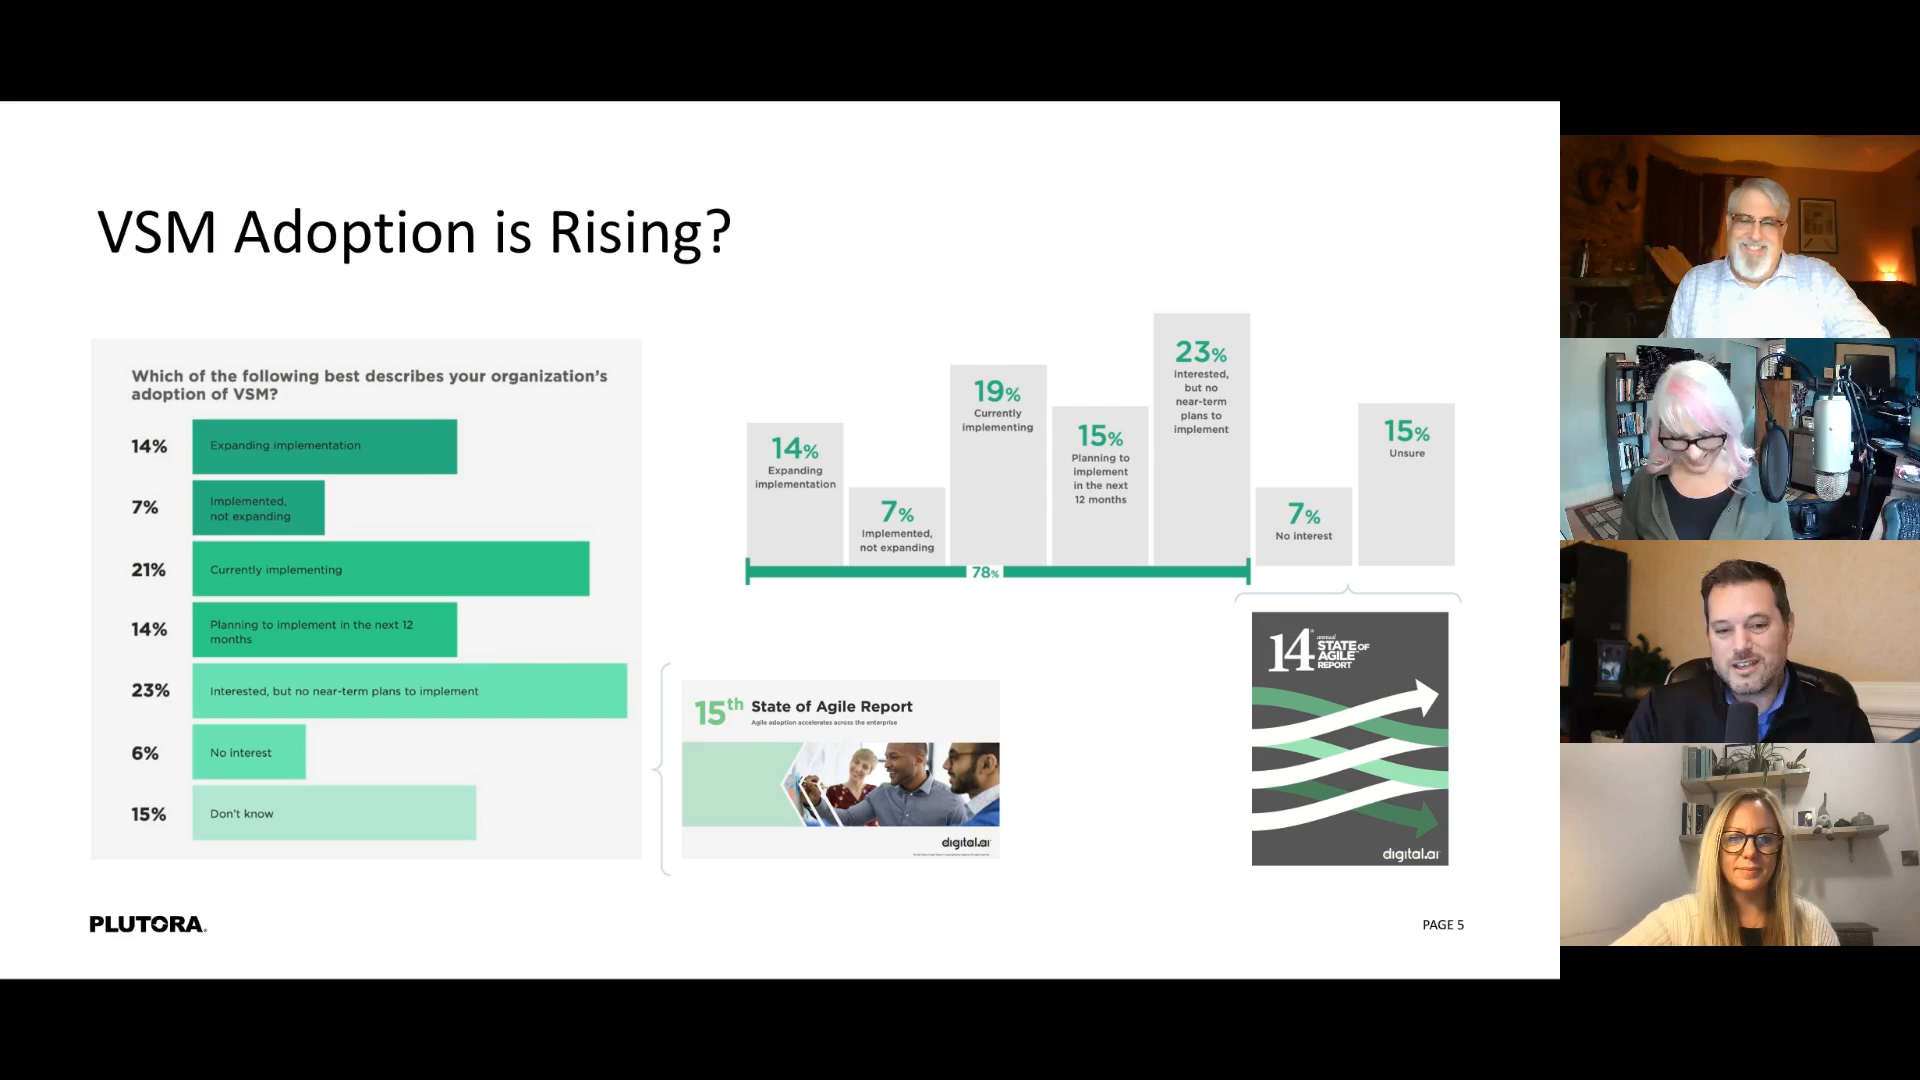 VSM Adoption is Rising?
Which of the following best describes your organization's
adoption of VSM?
14%
Expanding implementation
7%
Implemented,
not expanding
21%
Currently implementing
14%
Planning to implement in the next 12
months
23%
Interested, but no near-term plans to implement
6%
No interest
15%
Don't know
14%
Expanding
implementation
7%
Implemented,
not expanding
19%
Currently
implementing
15%
Planning to
implement
in the next
12 months
23%
Interested,
but no
near-term
plans to
implement
7%
No interest
15%
Unsure
78%
15th State of Agile Report
Agile adoption accelerates across the enterprise
digital.ai
14th annual
STATE OF
AGILE
REPORT
digital.ai
PLUTORA
PAGE 5